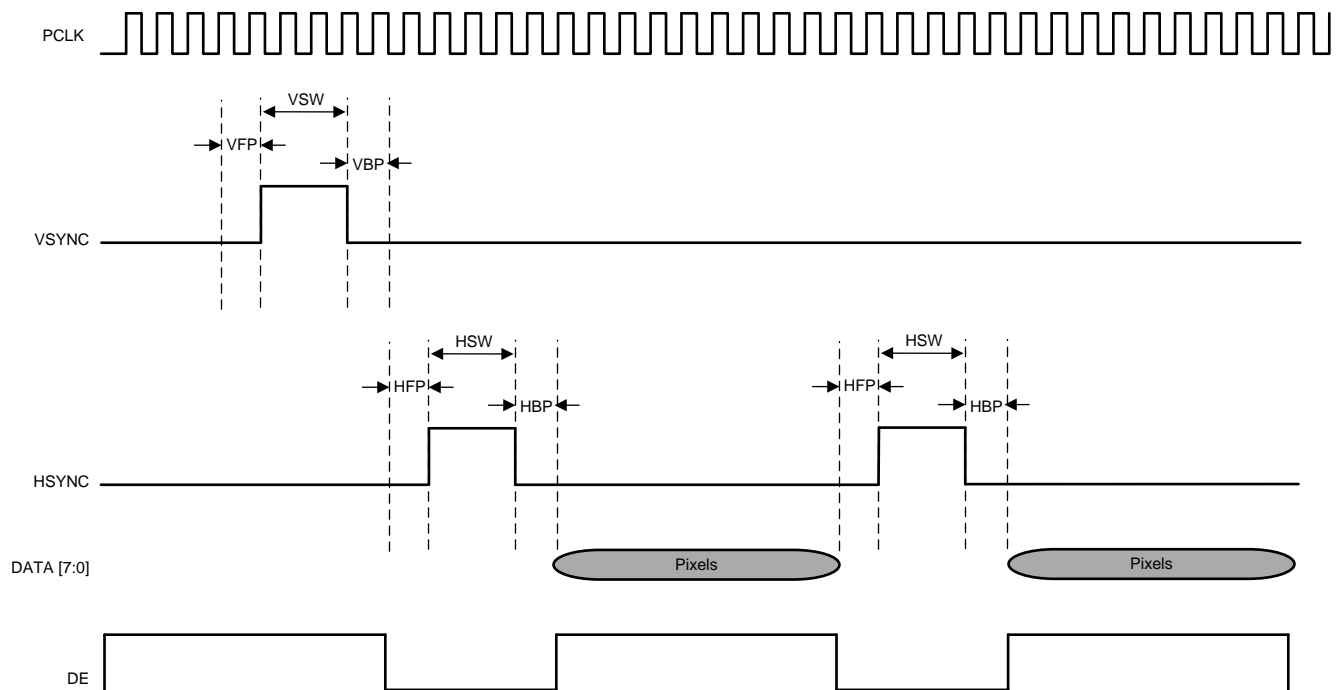 PCLK
VSW
VFP
VBP
VSYNC
HSW
HSW
HFP
HFP
HBP
HBP
HSYNC
DATA [7:0]
Pixels
Pixels
DE